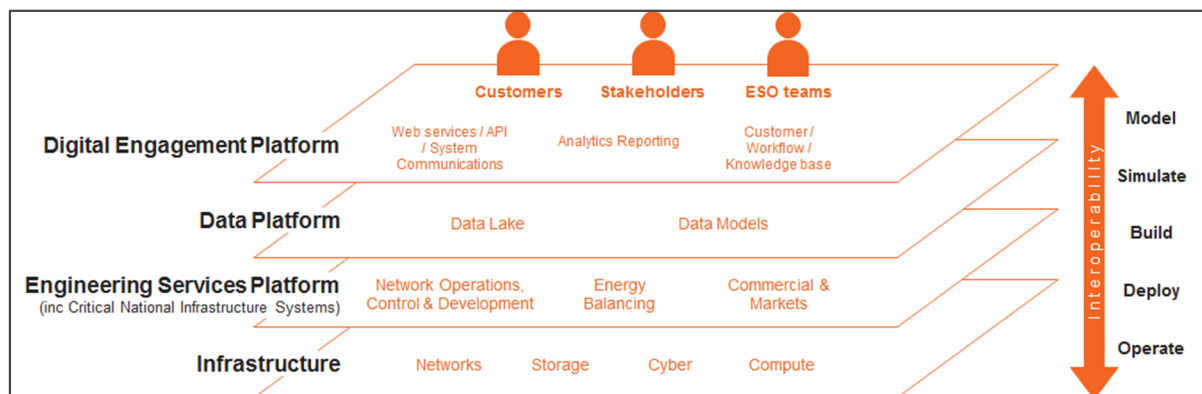 Customers
Stakeholders
ESO teams
Digital Engagement Platform
Web services / API
/ System
Communications
Analytics Reporting
Customer /
Workflow /
Knowledge base
Data Platform
Data Lake
Data Models
Engineering Services Platform
(inc Critical National Infrastructure Systems)
Network Operations,
Control & Development
Energy
Balancing
Commercial &
Markets
Infrastructure
Networks
Storage
Cyber
Compute
Interoperability
Model
Simulate
Build
Deploy
Operate